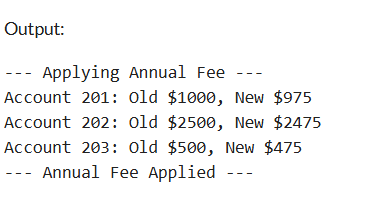 Output:
--- Applying Annual Fee ---
Account 201: Old $1000, New $975
Account 202: Old $2500, New $2475
Account 203: Old $500, New $475
--- Annual Fee Applied ---